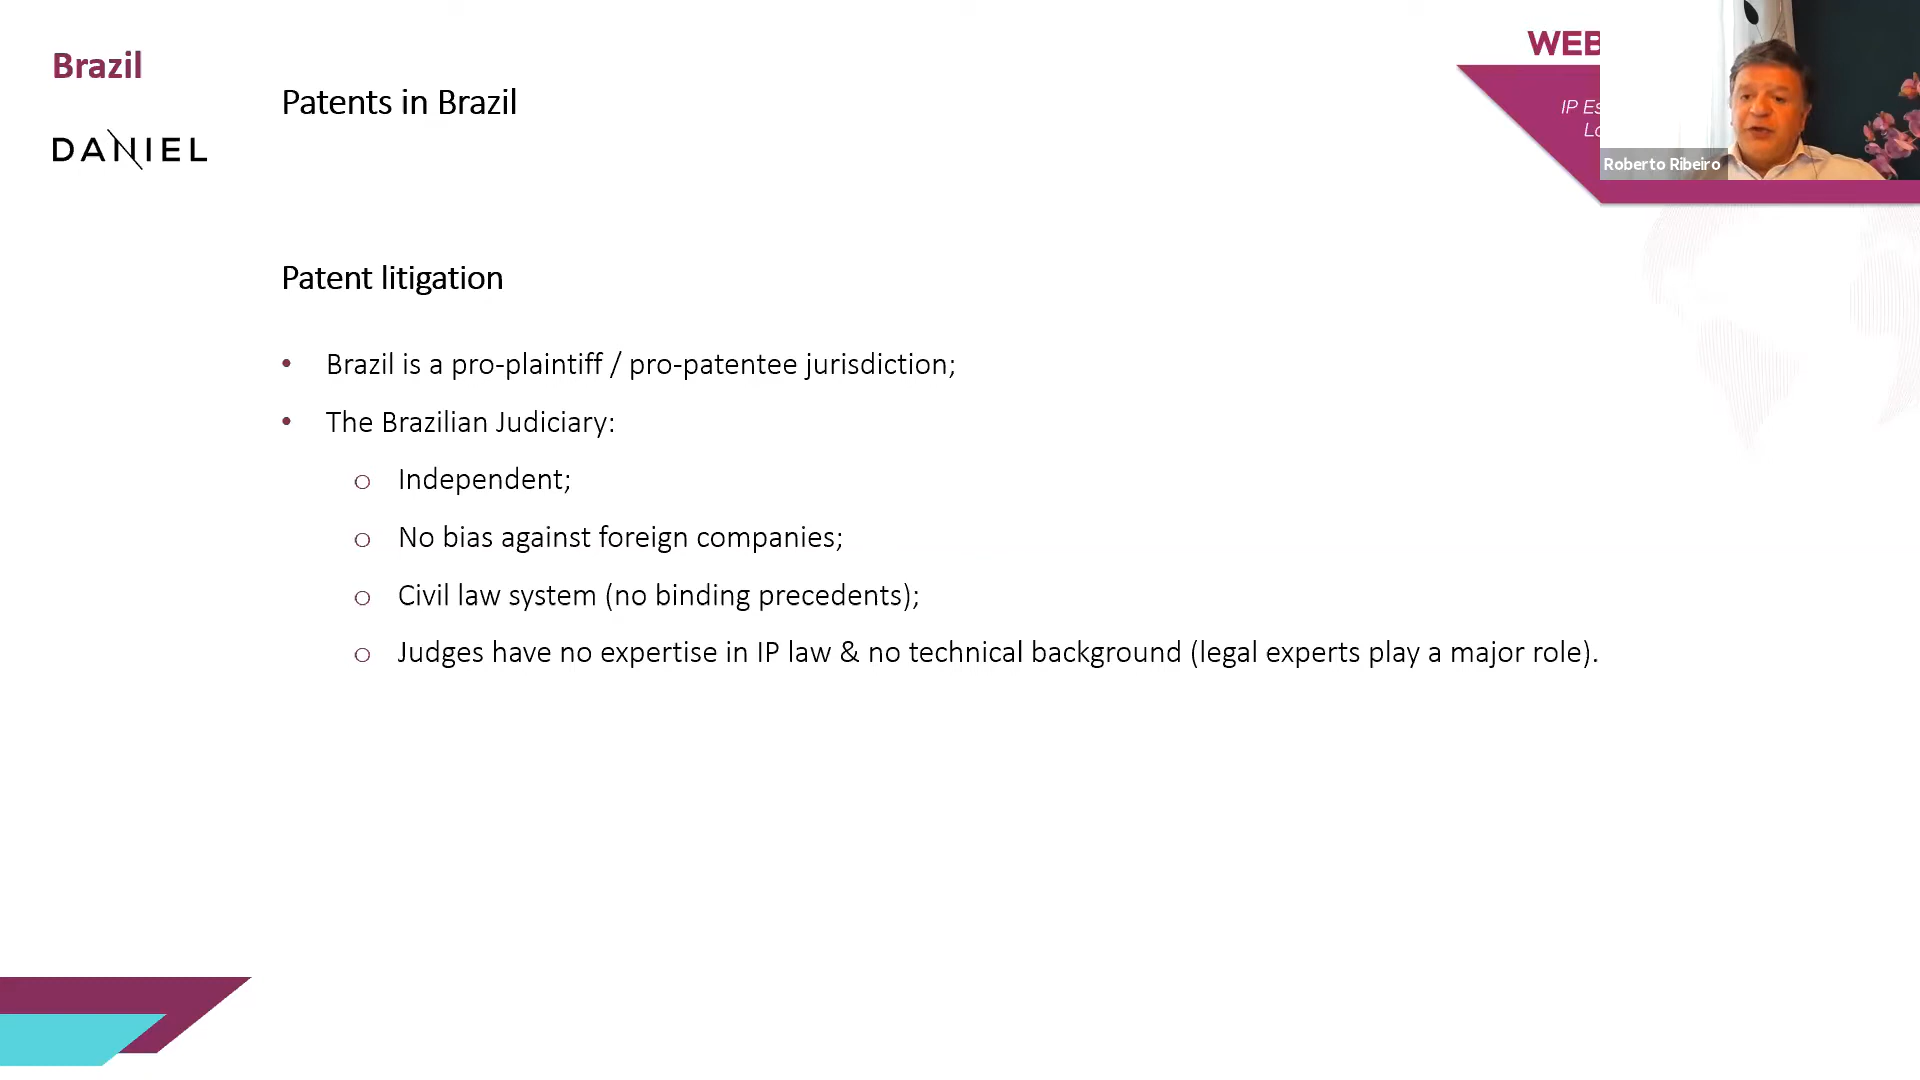 Brazil
DANIEL
Patents in Brazil
WEB
IP Es
Roberto Ribeiro
Patent litigation
• Brazil is a pro-plaintiff / pro-patentee jurisdiction;
• The Brazilian Judiciary:
o Independent;
o No bias against foreign companies;
o Civil law system (no binding precedents);
o Judges have no expertise in IP law & no technical background (legal experts play a major role).